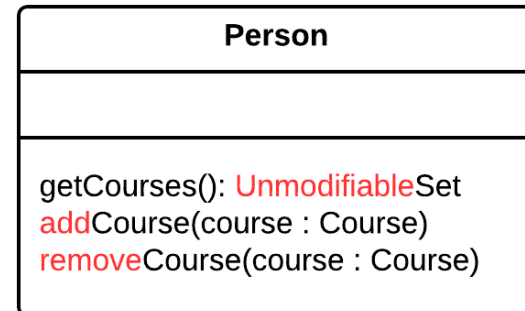 Person
getCourses(): UnmodifiableSet
addCourse(course : Course)
removeCourse(course : Course)